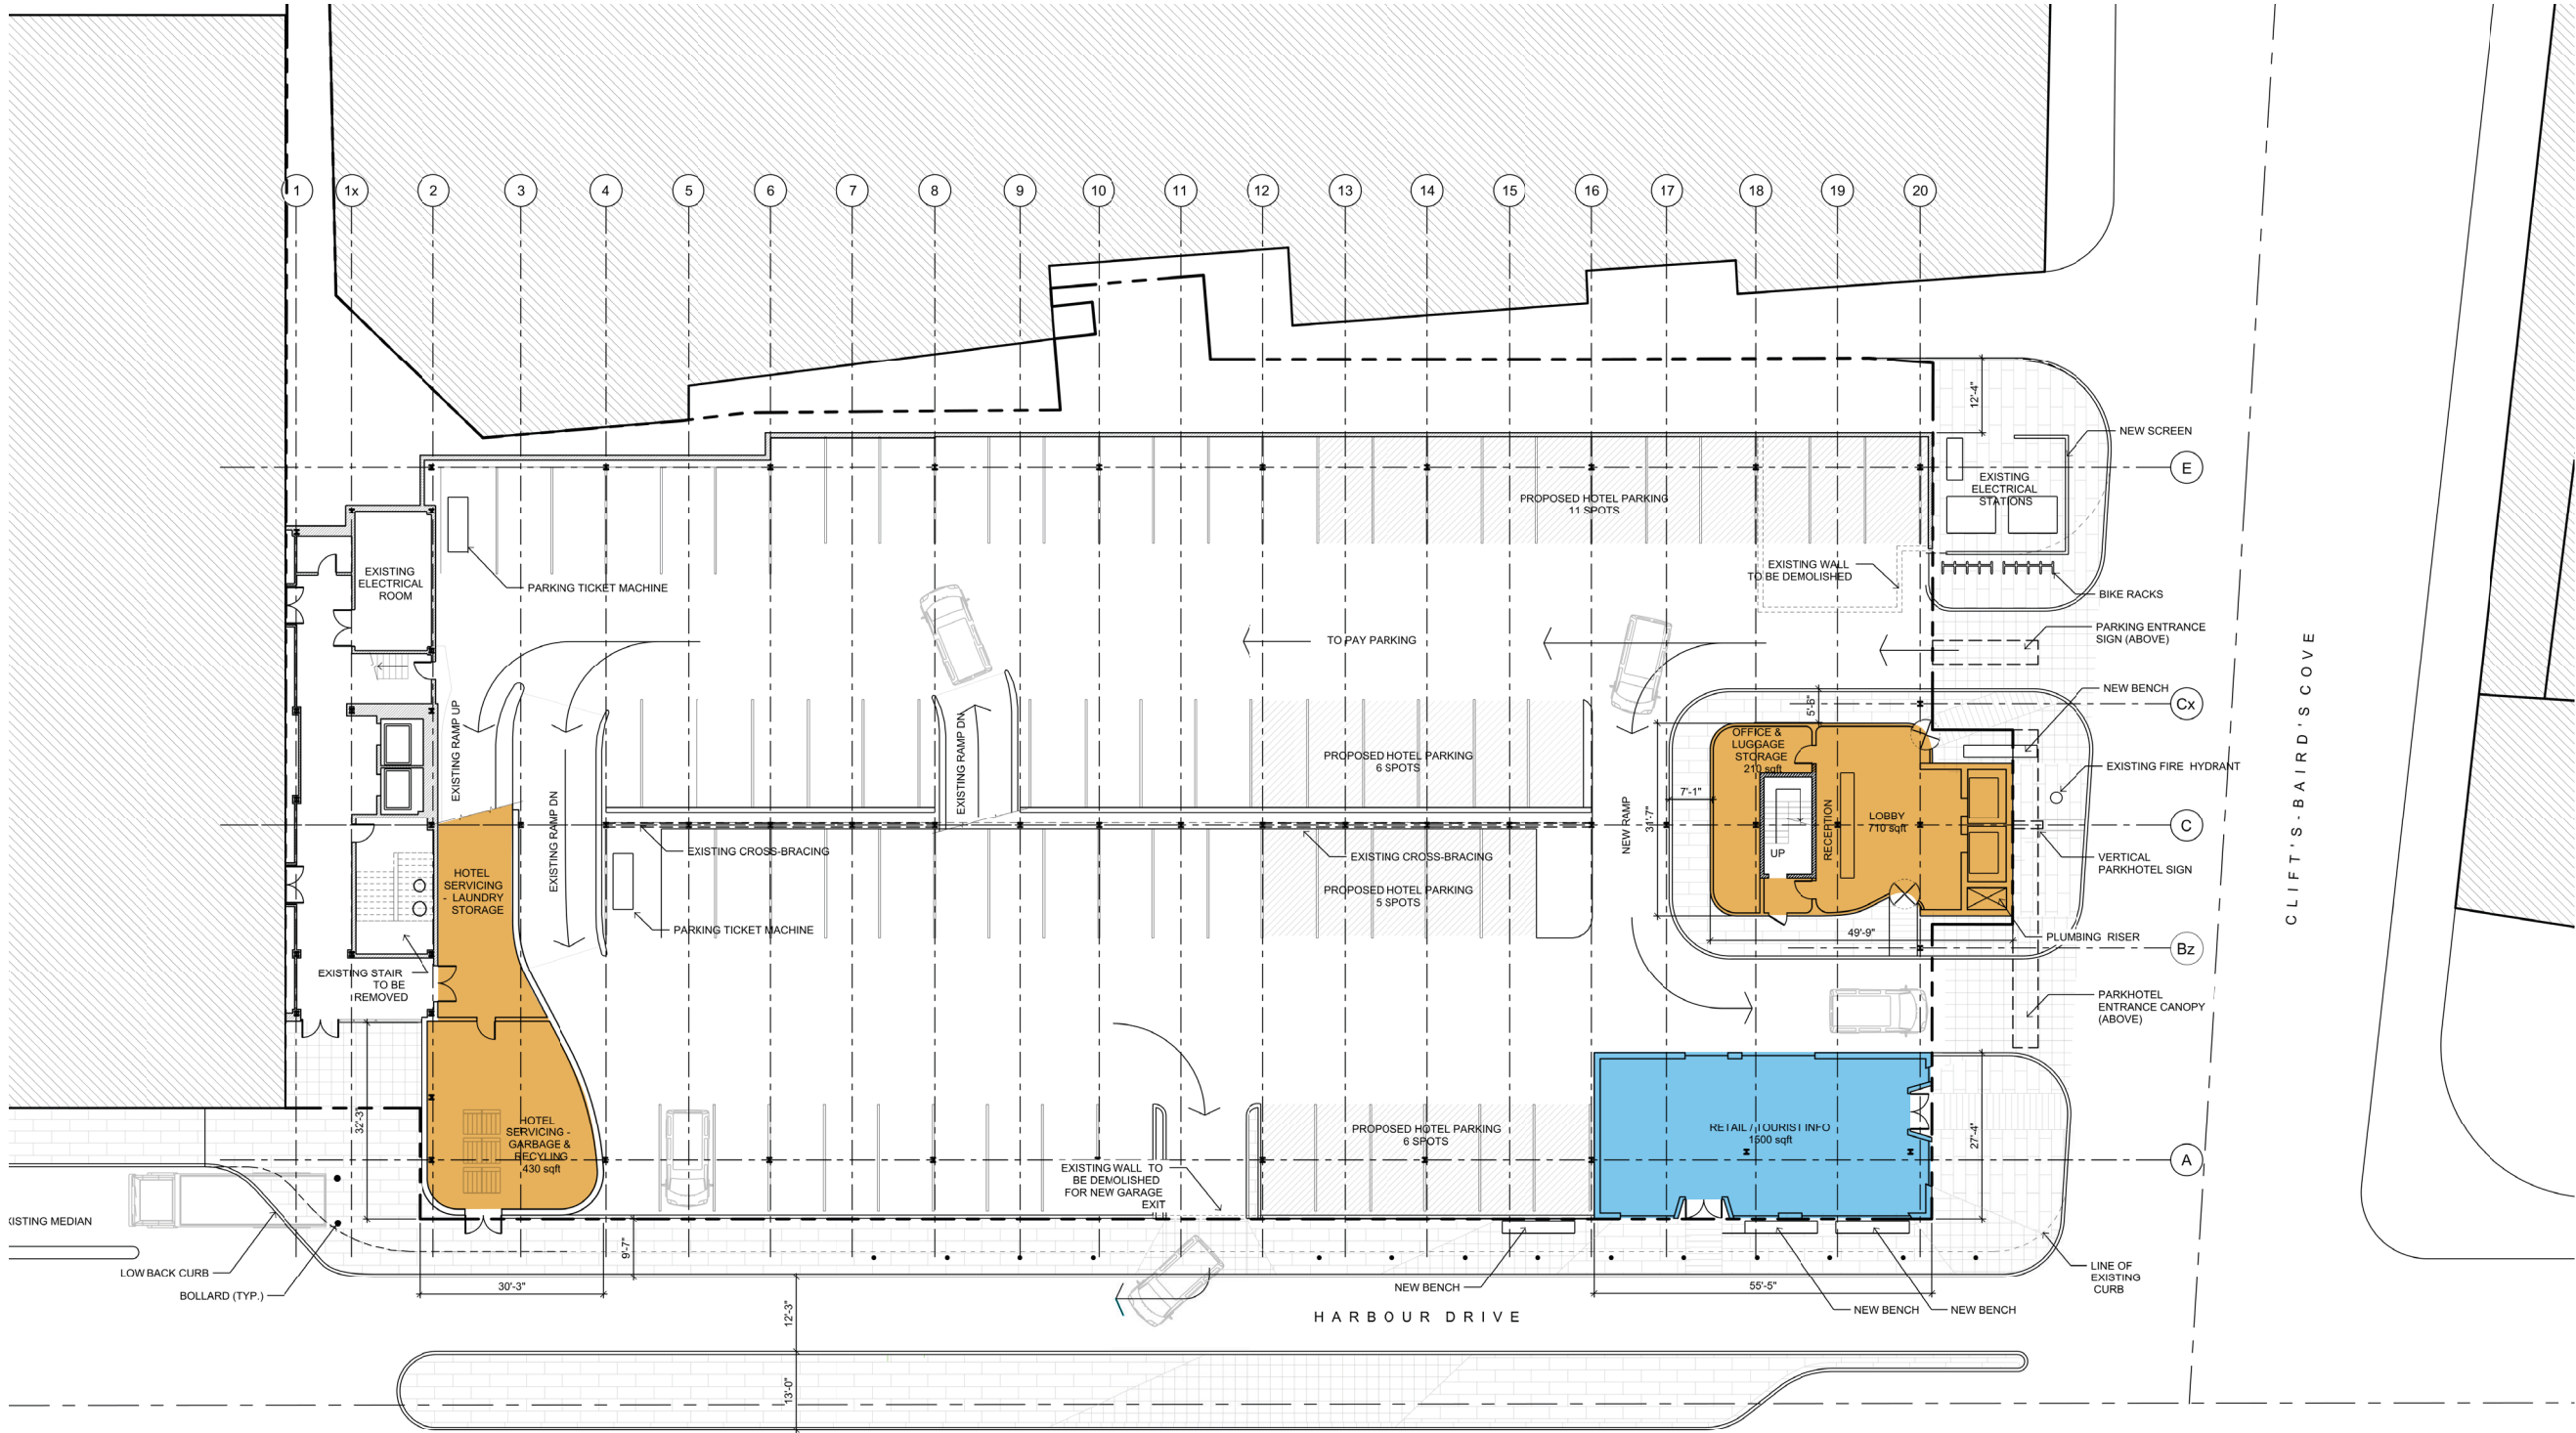 1
1x
2
3
4
5
6
7
8
9
10
11
12
13
14
15
16
17
18
19
20
12'-4"
NEW SCREEN
E
EXISTING
ELECTRICAL
STATIONS
PROPOSED HOTEL PARKING
11 SPOTS
EXISTING
ELECTRICAL
ROOM
PARKING TICKET MACHINE
EXISTING WALL
TO BE DEMOLISHED
BIKE RACKS
TO PAY PARKING
PARKING ENTRANCE
SIGN (ABOVE)
CLIFT'S-BAIRD'S COVE
NEW BENCH
Cx
5'-6"
EXISTING RAMP UP
EXISTING RAMP DN
EXISTING RAMP DN
PROPOSED HOTEL PARKING
6 SPOTS
OFFICE &
LUGGAGE
STORAGE
210 sqft
EXISTING FIRE HYDRANT
7'-1"
31'-7"
NEW RAMP
RECEPTION
LOBBY
710 sqft
UP
C
EXISTING CROSS-BRACING
EXISTING CROSS-BRACING
VERTICAL
PARKHOTEL SIGN
HOTEL
SERVICING
- LAUNDRY
STORAGE
PROPOSED HOTEL PARKING
5 SPOTS
PARKING TICKET MACHINE
49'-9"
PLUMBING RISER
Bz
EXISTING STAIR
TO BE
REMOVED
PARKHOTEL
ENTRANCE CANOPY
(ABOVE)
32'-3"
HOTEL
SERVICING -
GARBAGE &
RECYLING
430 sqft
PROPOSED HOTEL PARKING
6 SPOTS
RETAIL / TOURIST INFO
1500 sqft
27'-4"
A
EXISTING WALL TO
BE DEMOLISHED
FOR NEW GARAGE
EXIT
XISTING MEDIAN
9'-7"
LOW BACK CURB
BOLLARD (TYP.)
30'-3"
NEW BENCH
55'-5"
LINE OF
EXISTING
CURB
NEW BENCH
NEW BENCH
12'-3"
HARBOUR DRIVE
13'-0"